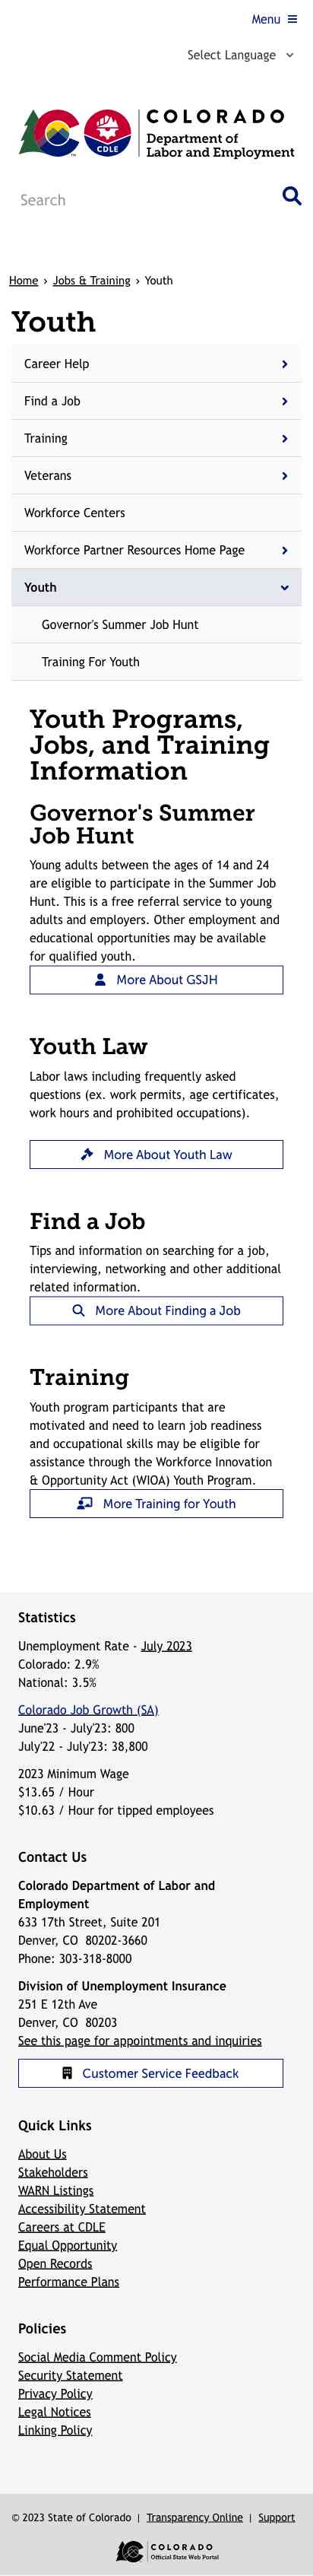 Menu
Select Language
CDLE
COLORADO
Department of
Labor and Employment
Search
Home › Jobs & Training › Youth
Youth
Career Help
Find a Job
Training
Veterans
Workforce Centers
Workforce Partner Resources Home Page
Youth
Governor's Summer Job Hunt
Training For Youth
Youth Programs,
Jobs, and Training
Information
Governor's Summer
Job Hunt
Young adults between the ages of 14 and 24
are eligible to participate in the Summer Job
Hunt. This is a free referral service to young
adults and employers. Other employment and
educational opportunities may be available
for qualified youth.
More About GSJH
Youth Law
Labor laws including frequently asked
questions (ex. work permits, age certificates,
work hours and prohibited occupations).
More About Youth Law
Find a Job
Tips and information on searching for a job,
interviewing, networking and other additional
related information.
More About Finding a Job
Training
Youth program participants that are
motivated and need to learn job readiness
and occupational skills may be eligible for
assistance through the Workforce Innovation
& Opportunity Act (WIOA) Youth Program.
More Training for Youth
Statistics
Unemployment Rate - July 2023
Colorado: 2.9%
National: 3.5%
Colorado Job Growth (SA)
June'23 - July'23: 800
July'22 - July'23: 38,800
2023 Minimum Wage
$13.65 / Hour
$10.63 / Hour for tipped employees
Contact Us
Colorado Department of Labor and
Employment
633 17th Street, Suite 201
Denver, CO  80202-3660
Phone: 303-318-8000
Division of Unemployment Insurance
251 E 12th Ave
Denver, CO  80203
See this page for appointments and inquiries
Customer Service Feedback
Quick Links
About Us
Stakeholders
WARN Listings
Accessibility Statement
Careers at CDLE
Equal Opportunity
Open Records
Performance Plans
Policies
Social Media Comment Policy
Security Statement
Privacy Policy
Legal Notices
Linking Policy
© 2023 State of Colorado | Transparency Online | Support
COLORADO
Official State Web Portal